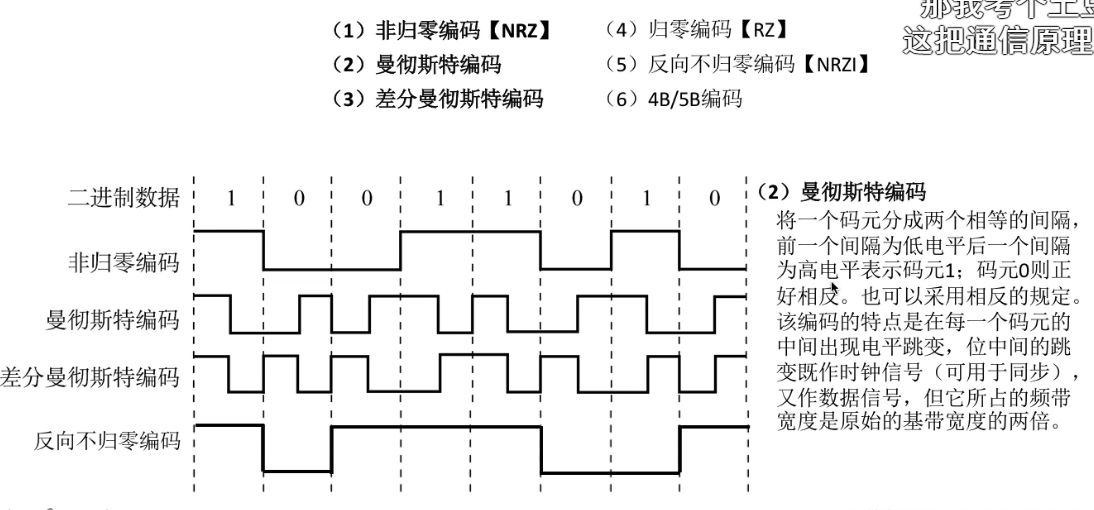 （1）非归零编码【NRZ】 （4）归零编码【RZ】
（2）曼彻斯特编码 （5）反向不归零编码【NRZI】
（3）差分曼彻斯特编码 （6）4B/5B编码
那我考个土
这把通信原理
二进制数据 1 0 0 1 1 0 1 0
非归零编码
曼彻斯特编码
差分曼彻斯特编码
反向不归零编码
（2）曼彻斯特编码
将一个码元分成两个相等的间隔，
前一个间隔为低电平后一个间隔
为高电平表示码元1；码元0则正
好相反。也可以采用相反的规定。
该编码的特点是在每一个码元的
中间出现电平跳变，位中间的跳
变既作时钟信号（可用于同步），
又作数据信号，但它所占的频带
宽度是原始的基带宽度的两倍。